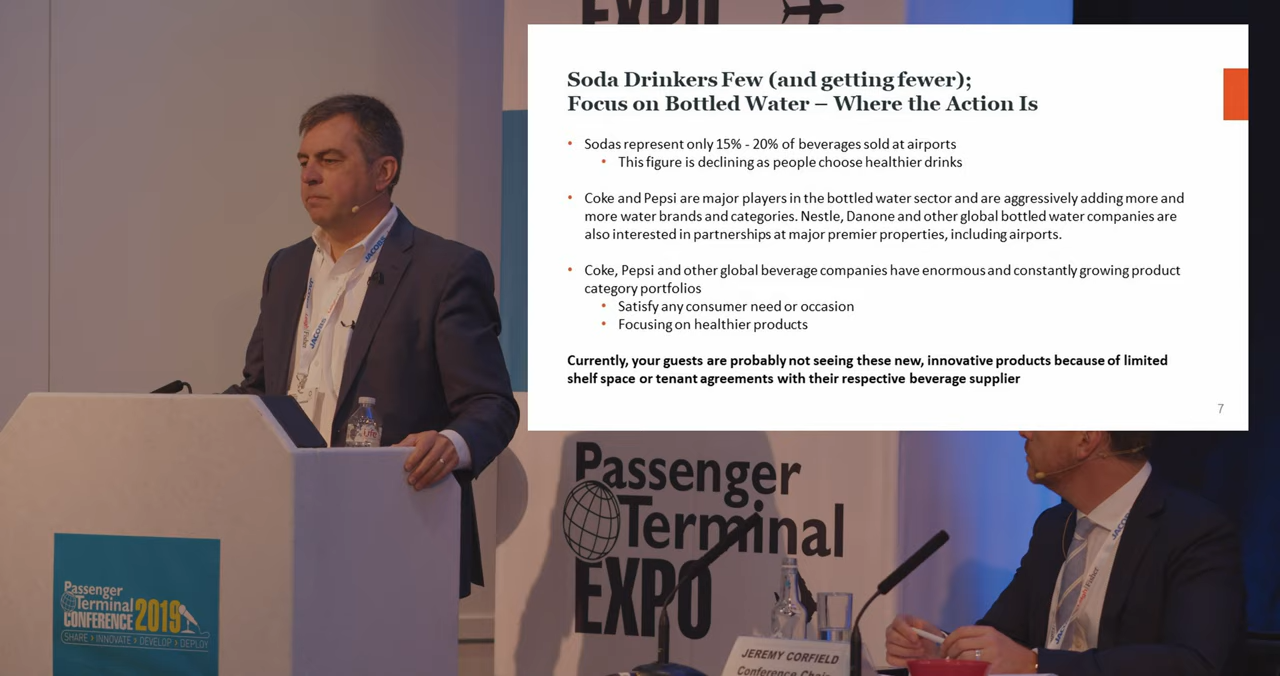 EXPO
Soda Drinkers Few (and getting fewer);
Focus on Bottled Water – Where the Action Is
• Sodas represent only 15% - 20% of beverages sold at airports
• This figure is declining as people choose healthier drinks
• Coke and Pepsi are major players in the bottled water sector and are aggressively adding more and
more water brands and categories. Nestle, Danone and other global bottled water companies are
also interested in partnerships at major premier properties, including airports.
• Coke, Pepsi and other global beverage companies have enormous and constantly growing product
category portfolios
• Satisfy any consumer need or occasion
• Focusing on healthier products
Currently, your guests are probably not seeing these new, innovative products because of limited
shelf space or tenant agreements with their respective beverage supplier
7
JACOBS
JACOBS
Passenger
Terminal
EXPO
Passenger
Terminal
CONFERENCE 2019
SHARE > INNOVATE > DEVELOP > DEPLOY
JEREMY CORFIELD
Conference Chair